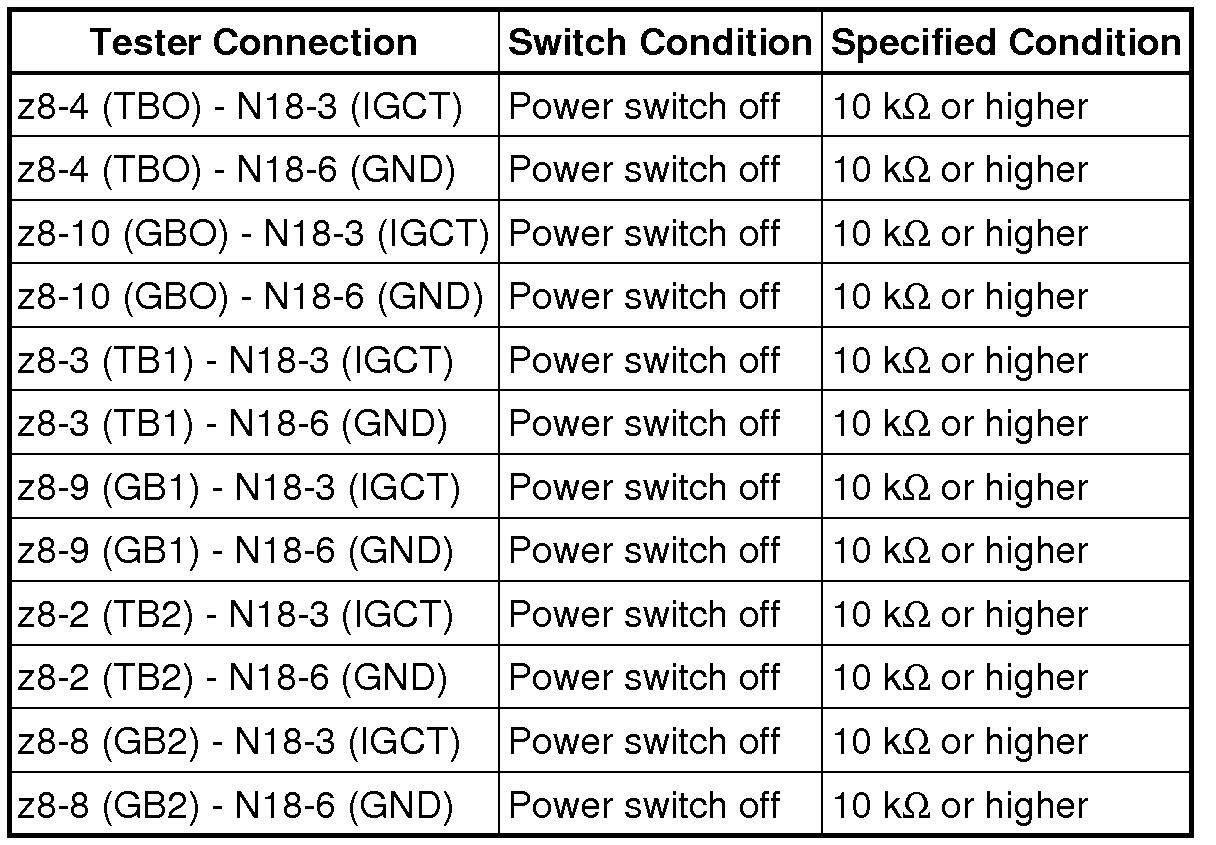 Tester Connection Switch Condition Specified Condition
z8-4 (TBO) - N18-3 (IGCT) Power switch off 10 kΩ or higher
z8-4 (TBO) - N18-6 (GND) Power switch off 10 kΩ or higher
z8-10 (GBO) - N18-3 (IGCT) Power switch off 10 kΩ or higher
z8-10 (GBO) - N18-6 (GND) Power switch off 10 kΩ or higher
z8-3 (TB1) - N18-3 (IGCT) Power switch off 10 kΩ or higher
z8-3 (TB1) - N18-6 (GND) Power switch off 10 kΩ or higher
z8-9 (GB1) - N18-3 (IGCT) Power switch off 10 kΩ or higher
z8-9 (GB1) - N18-6 (GND) Power switch off 10 kΩ or higher
z8-2 (TB2) - N18-3 (IGCT) Power switch off 10 kΩ or higher
z8-2 (TB2) - N18-6 (GND) Power switch off 10 kΩ or higher
z8-8 (GB2) - N18-3 (IGCT) Power switch off 10 kΩ or higher
z8-8 (GB2) - N18-6 (GND) Power switch off 10 kΩ or higher